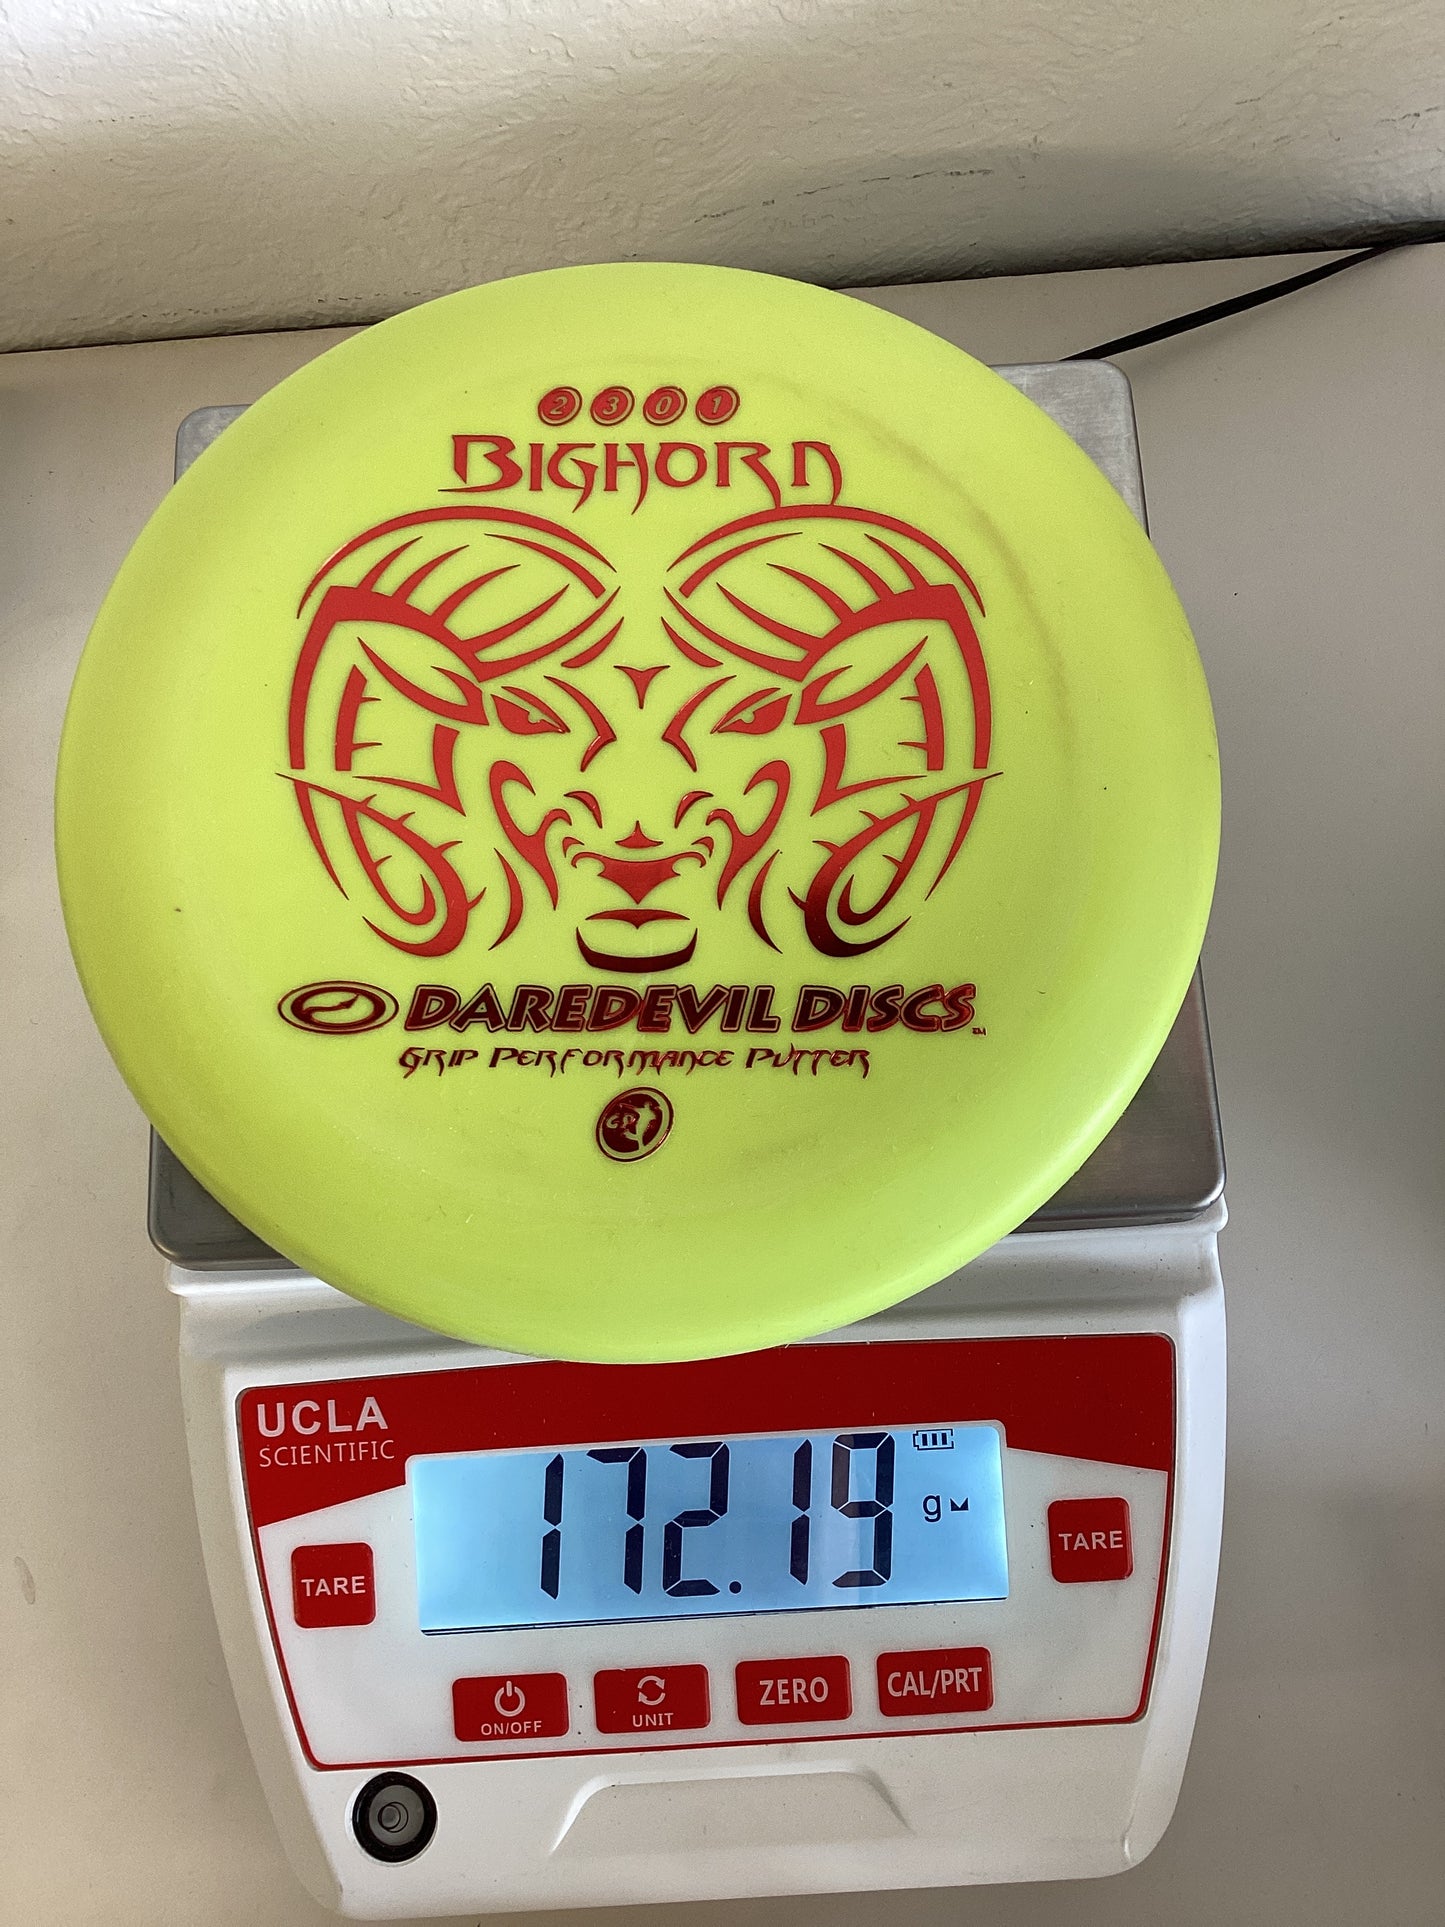 2 3 0 1
BIGHORN
DAREDEVIL DISCS™
GRIP PERFORMANCE PUTTER
UCLA
SCIENTIFIC
172.19 g
TARE
TARE
ON/OFF
UNIT
ZERO
CAL/PRT